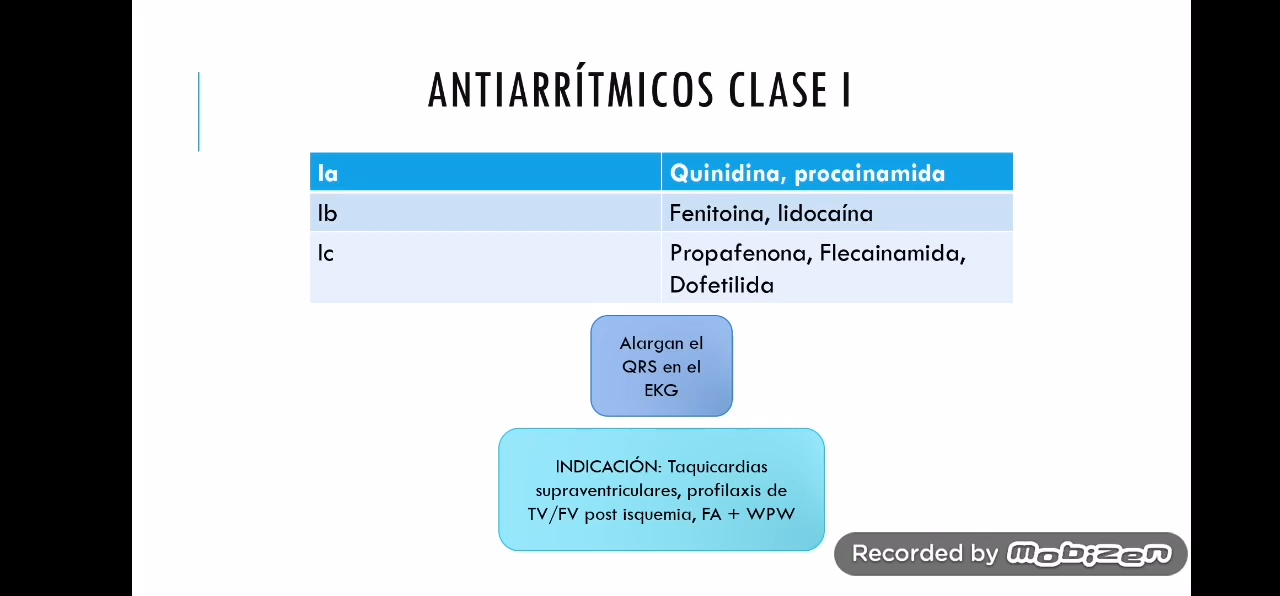 ANTIARRÍTMICOS CLASE I
Ia Quinidina, procainamida
Ib Fenitoina, lidocaína
Ic Propafenona, Flecainamida,
Dofetilida
Alargan el
QRS en el
EKG
INDICACIÓN: Taquicardias
supraventriculares, profilaxis de
TV/FV post isquemia, FA + WPW
Recorded by mobizen